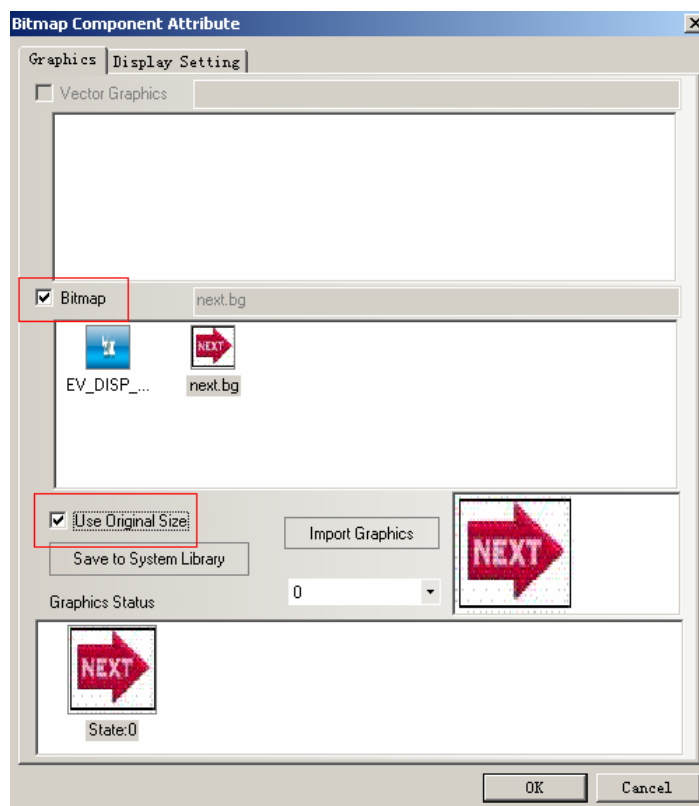 Bitmap Component Attribute
Graphics Display Setting
Vector Graphics
Bitmap next.bg
NEXT
EV_DISP_... next.bg
Use Original Size
Import Graphics
NEXT
Save to System Library
0
Graphics Status
NEXT
State:0
OK Cancel